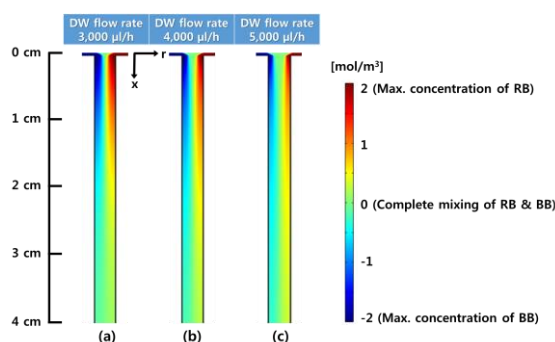 DW flow rate
3,000 µl/h
DW flow rate
4,000 µl/h
DW flow rate
5,000 µl/h
0 cm
r
x
1 cm
2 cm
3 cm
4 cm
(a)
(b)
(c)
[mol/m³]
2 (Max. concentration of RB)
1
0 (Complete mixing of RB & BB)
-1
-2 (Max. concentration of BB)